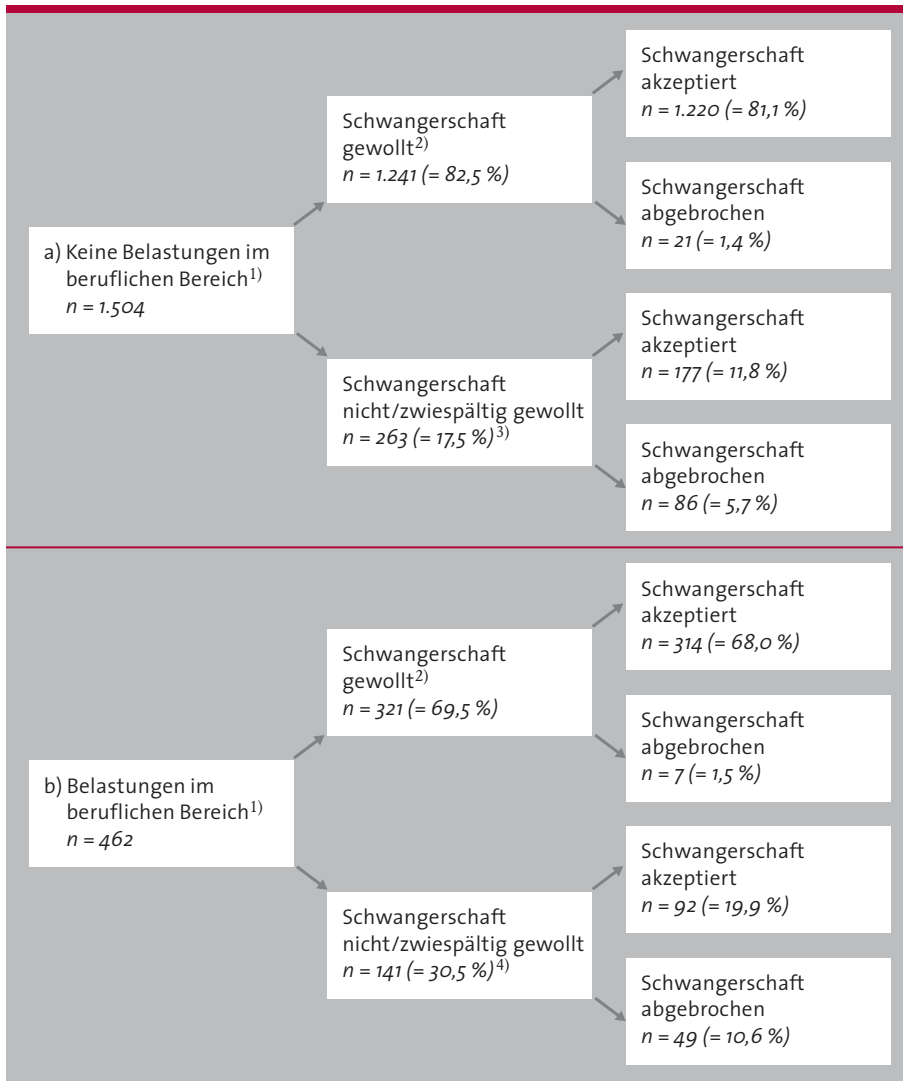 a) Keine Belastungen im
beruflichen Bereich1)
n = 1.504
Schwangerschaft
gewollt2)
n = 1.241 (= 82,5 %)
Schwangerschaft
akzeptiert
n = 1.220 (= 81,1 %)
Schwangerschaft
abgebrochen
n = 21 (= 1,4 %)
Schwangerschaft
nicht/zwiespältig gewollt
n = 263 (= 17,5 %)3)
Schwangerschaft
akzeptiert
n = 177 (= 11,8 %)
Schwangerschaft
abgebrochen
n = 86 (= 5,7 %)
b) Belastungen im
beruflichen Bereich1)
n = 462
Schwangerschaft
gewollt2)
n = 321 (= 69,5 %)
Schwangerschaft
akzeptiert
n = 314 (= 68,0 %)
Schwangerschaft
abgebrochen
n = 7 (= 1,5 %)
Schwangerschaft
nicht/zwiespältig gewollt
n = 141 (= 30,5 %)4)
Schwangerschaft
akzeptiert
n = 92 (= 19,9 %)
Schwangerschaft
abgebrochen
n = 49 (= 10,6 %)